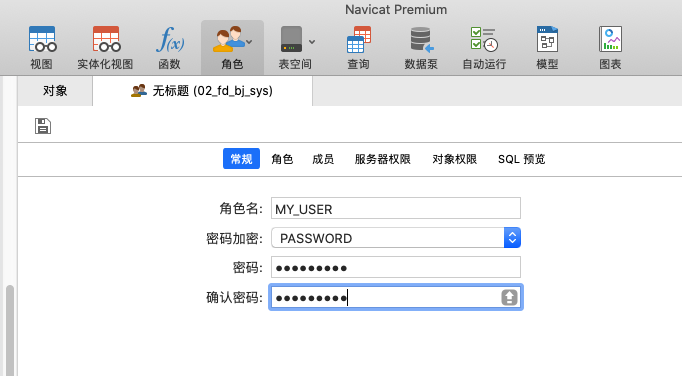 Navicat Premium
视图 实体化视图 函数 角色 表空间 查询 数据泵 自动运行 模型 图表
对象 无标题 (02_fd_bj_sys)
常规 角色 成员 服务器权限 对象权限 SQL 预览
角色名: MY_USER
密码加密: PASSWORD
密码: ●●●●●●●●●
确认密码: ●●●●●●●●●